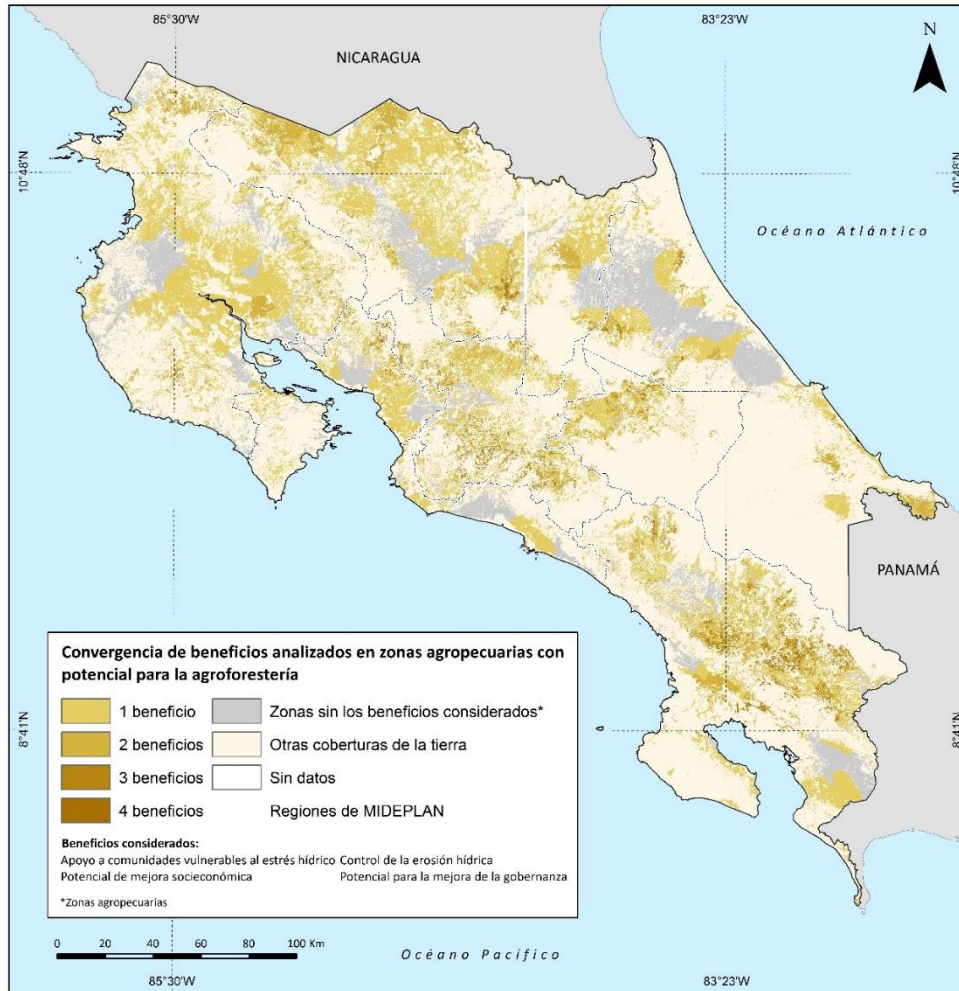 85°30'W
83°23'W
N
NICARAGUA
10°48'N
10°48'N
Océano Atlántico
PANAMÁ
Convergencia de beneficios analizados en zonas agropecuarias con
potencial para la agroforestería
1 beneficio
Zonas sin los beneficios considerados*
2 beneficios
Otras coberturas de la tierra
3 beneficios
Sin datos
4 beneficios
Regiones de MIDEPLAN
Beneficios considerados:
Apoyo a comunidades vulnerables al estrés hídrico Control de la erosión hídrica
Potencial de mejora socioeconómica Potencial para la mejora de la gobernanza
*Zonas agropecuarias
8°41'N
8°41'N
0 20 40 60 80 100 Km
Océano Pacífico
85°30'W
83°23'W